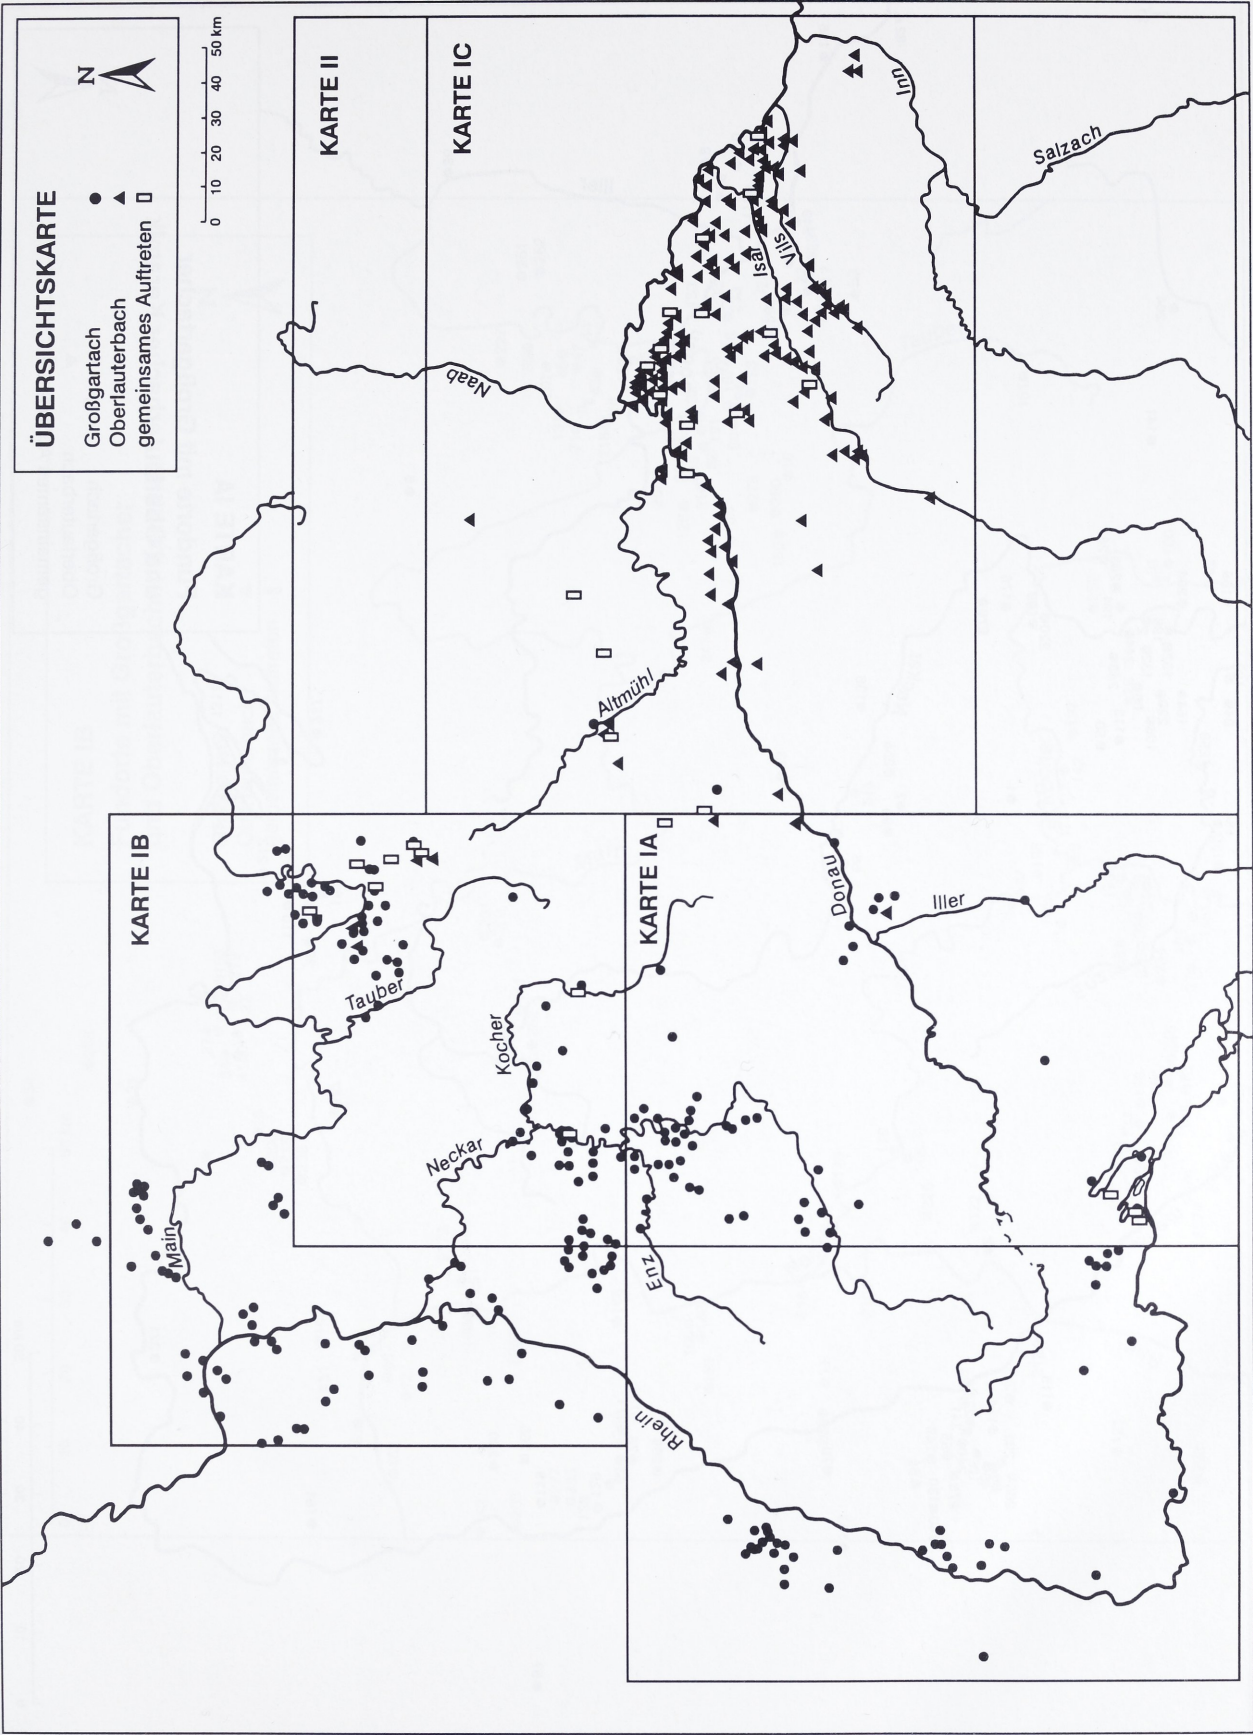 ÜBERSICHTSKARTE
Großgartach
Oberlauterbach
gemeinsames Auftreten
N
0 10 20 30 40 50 km
KARTE II
KARTE IC
KARTE IB
KARTE IA
Naab
Inn
Salzach
Isar
Vils
Altmühl
Donau
Iller
Tauber
Kocher
Neckar
Main
Enz
Rhein